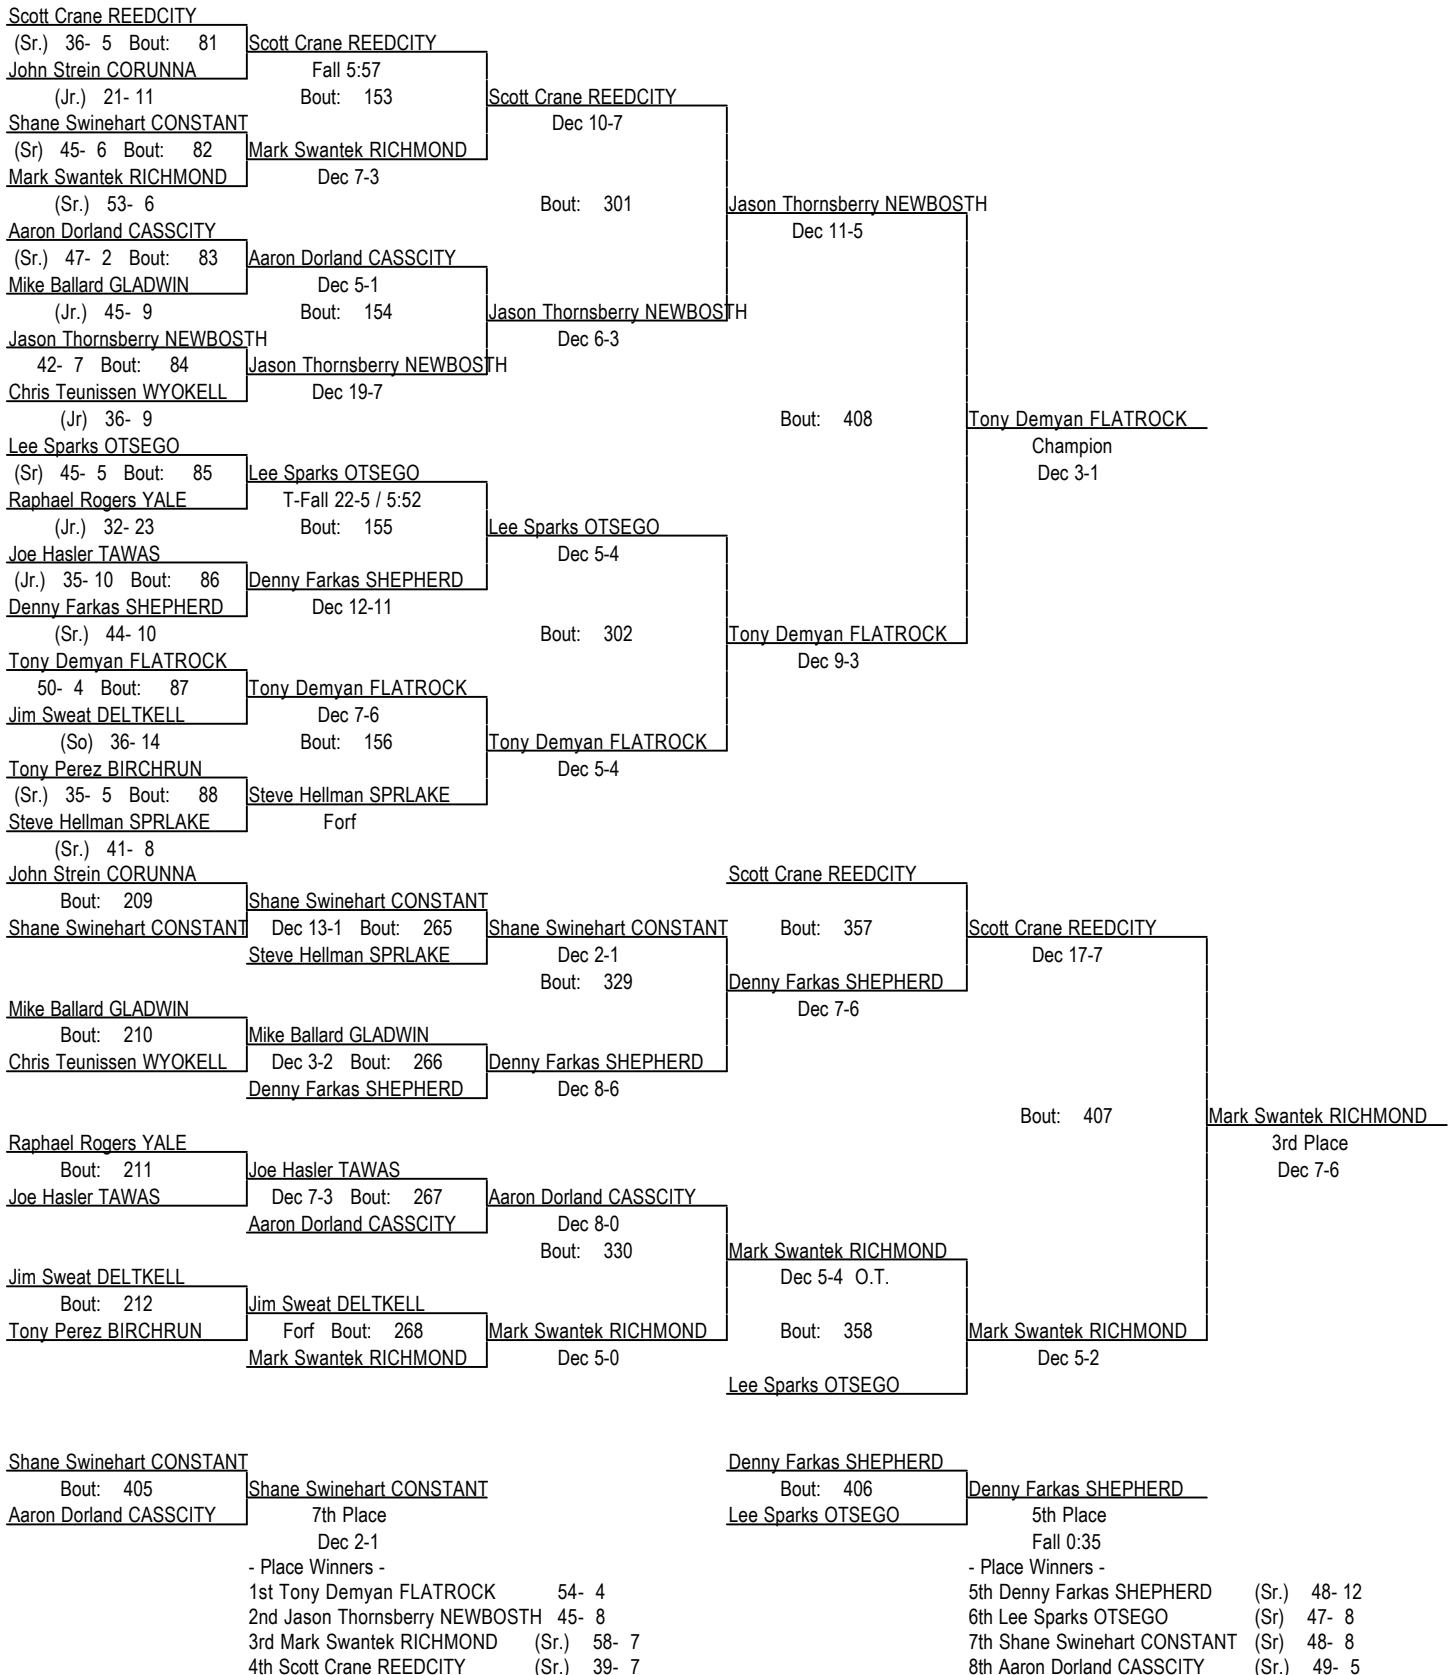 Scott Crane REEDCITY
(Sr.) 36- 5 Bout: 81 Scott Crane REEDCITY
John Strein CORUNNA Fall 5:57
(Jr.) 21- 11 Bout: 153 Scott Crane REEDCITY
Shane Swinehart CONSTANT Dec 10-7
(Sr) 45- 6 Bout: 82 Mark Swantek RICHMOND
Mark Swantek RICHMOND Dec 7-3
(Sr.) 53- 6 Bout: 301 Jason Thornsberry NEWBOSTH
Aaron Dorland CASSCITY Dec 11-5
(Sr.) 47- 2 Bout: 83 Aaron Dorland CASSCITY
Mike Ballard GLADWIN Dec 5-1
(Jr.) 45- 9 Bout: 154 Jason Thornsberry NEWBOSTH
Jason Thornsberry NEWBOSTH Dec 6-3
42- 7 Bout: 84 Jason Thornsberry NEWBOSTH
Chris Teunissen WYOKELL Dec 19-7
(Jr) 36- 9 Bout: 408 Tony Demyan FLATROCK
Lee Sparks OTSEGO Champion
(Sr) 45- 5 Bout: 85 Lee Sparks OTSEGO Dec 3-1
Raphael Rogers YALE T-Fall 22-5 / 5:52
(Jr.) 32- 23 Bout: 155 Lee Sparks OTSEGO
Joe Hasler TAWAS Dec 5-4
(Jr.) 35- 10 Bout: 86 Denny Farkas SHEPHERD
Denny Farkas SHEPHERD Dec 12-11
(Sr.) 44- 10 Bout: 302 Tony Demyan FLATROCK
Tony Demyan FLATROCK Dec 9-3
50- 4 Bout: 87 Tony Demyan FLATROCK
Jim Sweat DELTKELL Dec 7-6
(So) 36- 14 Bout: 156 Tony Demyan FLATROCK
Tony Perez BIRCHRUN Dec 5-4
(Sr.) 35- 5 Bout: 88 Steve Hellman SPRLAKE
Steve Hellman SPRLAKE Forf
(Sr.) 41- 8
John Strein CORUNNA Scott Crane REEDCITY
Bout: 209 Shane Swinehart CONSTANT
Shane Swinehart CONSTANT Dec 13-1 Bout: 265 Shane Swinehart CONSTANT Bout: 357 Scott Crane REEDCITY
Steve Hellman SPRLAKE Dec 2-1 Dec 17-7
Bout: 329 Denny Farkas SHEPHERD
Mike Ballard GLADWIN Dec 7-6
Bout: 210 Mike Ballard GLADWIN
Chris Teunissen WYOKELL Dec 3-2 Bout: 266 Denny Farkas SHEPHERD
Denny Farkas SHEPHERD Dec 8-6
Bout: 407 Mark Swantek RICHMOND
Raphael Rogers YALE 3rd Place
Bout: 211 Joe Hasler TAWAS Dec 7-6
Joe Hasler TAWAS Dec 7-3 Bout: 267 Aaron Dorland CASSCITY
Aaron Dorland CASSCITY Dec 8-0
Bout: 330 Mark Swantek RICHMOND
Jim Sweat DELTKELL Dec 5-4 O.T.
Bout: 212 Jim Sweat DELTKELL
Tony Perez BIRCHRUN Forf Bout: 268 Mark Swantek RICHMOND Bout: 358 Mark Swantek RICHMOND
Mark Swantek RICHMOND Dec 5-0 Dec 5-2
Lee Sparks OTSEGO
Shane Swinehart CONSTANT Denny Farkas SHEPHERD
Bout: 405 Shane Swinehart CONSTANT Bout: 406 Denny Farkas SHEPHERD
Aaron Dorland CASSCITY 7th Place Lee Sparks OTSEGO 5th Place
Dec 2-1 Fall 0:35
- Place Winners - - Place Winners -
1st Tony Demyan FLATROCK 54- 4 5th Denny Farkas SHEPHERD (Sr.) 48- 12
2nd Jason Thornsberry NEWBOSTH 45- 8 6th Lee Sparks OTSEGO (Sr) 47- 8
3rd Mark Swantek RICHMOND (Sr.) 58- 7 7th Shane Swinehart CONSTANT (Sr) 48- 8
4th Scott Crane REEDCITY (Sr.) 39- 7 8th Aaron Dorland CASSCITY (Sr.) 49- 5